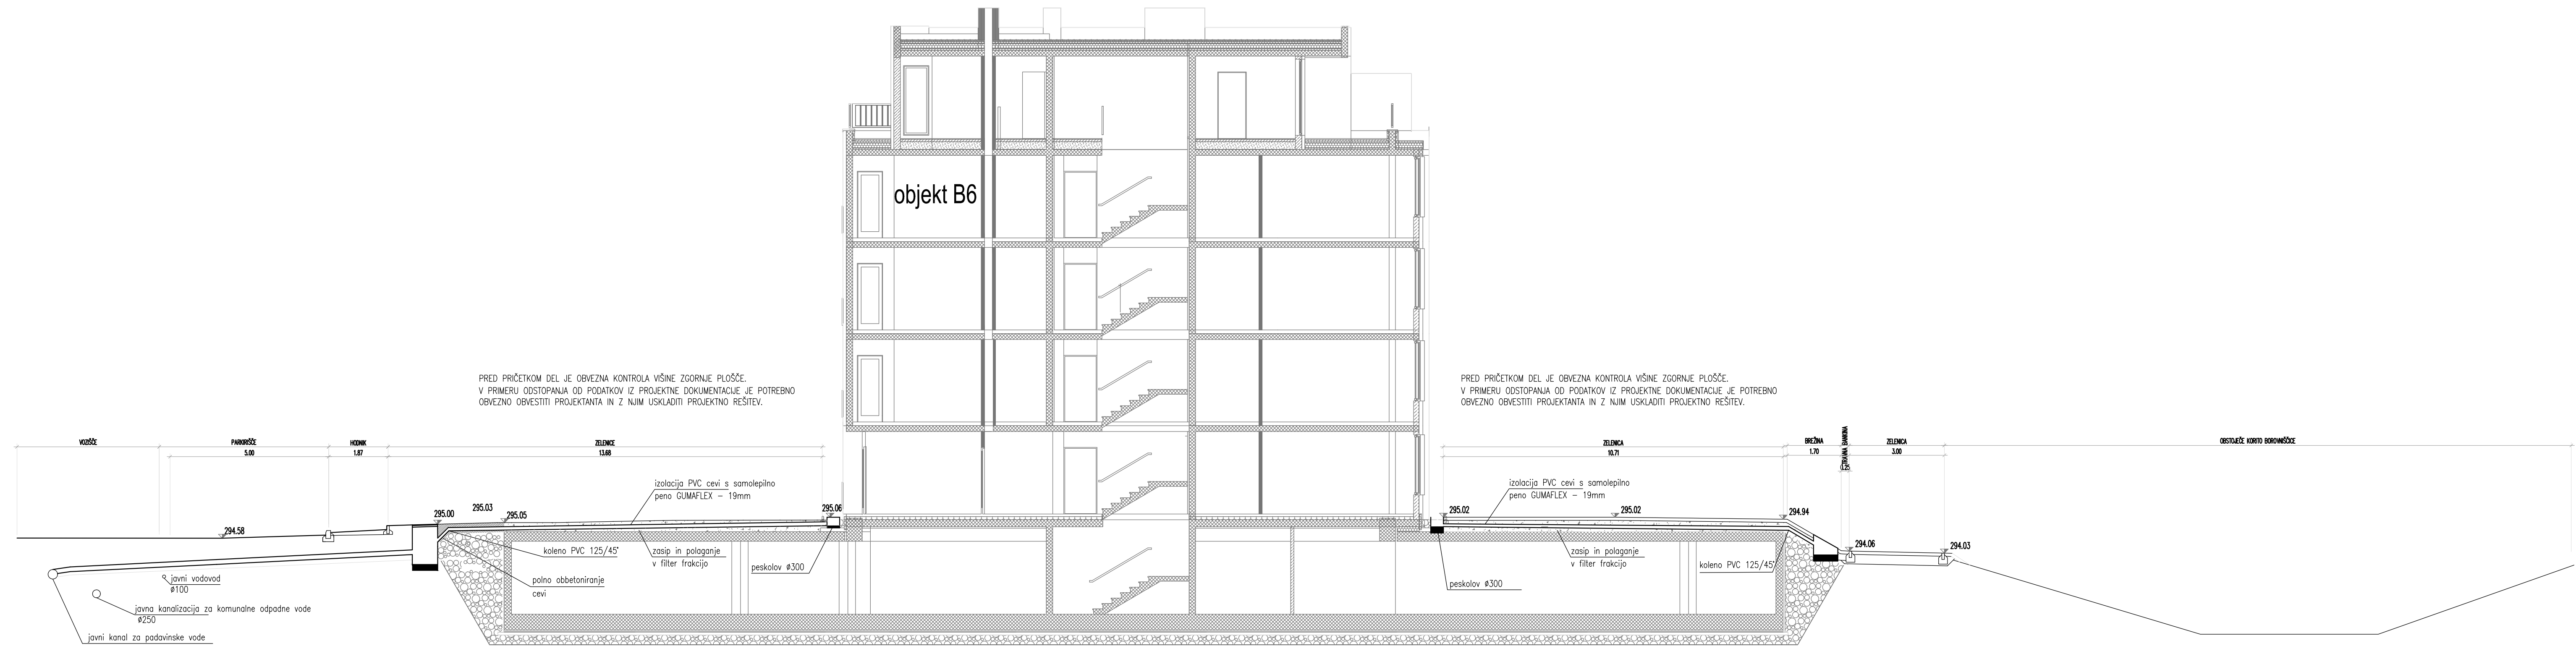 objekt B6
PRED PRIČETKOM DEL JE OBVEZNA KONTROLA VIŠINE ZGORNJE PLOŠČE.
V PRIMERU ODSTOPANJA OD PODATKOV IZ PROJEKTNE DOKUMENTACIJE JE POTREBNO
OBVEZNO OBVESTITI PROJEKTANTA IN Z NJIM USKLADITI PROJEKTNO REŠITEV.
PRED PRIČETKOM DEL JE OBVEZNA KONTROLA VIŠINE ZGORNJE PLOŠČE.
V PRIMERU ODSTOPANJA OD PODATKOV IZ PROJEKTNE DOKUMENTACIJE JE POTREBNO
OBVEZNO OBVESTITI PROJEKTANTA IN Z NJIM USKLADITI PROJEKTNO REŠITEV.
VOZIŠČE
PARKIRIŠČE
HODNIK
ZELENICE
5.00
1.87
13.68
ZELENICA
BREŽINA
BANKINA
ZELENICA
OBSTOJEČE KORITO BOROVNIŠČICE
10.71
1.70
3.00
izolacija PVC cevi s samolepilno
peno GUMAFLEX – 19mm
izolacija PVC cevi s samolepilno
peno GUMAFLEX – 19mm
294.58
295.00
295.03
295.05
295.06
295.02
295.02
294.94
294.06
294.03
koleno PVC 125/45°
zasip in polaganje
v filter frakcijo
polno obbetoniranje
cevi
peskolov ø300
peskolov ø300
zasip in polaganje
v filter frakcijo
koleno PVC 125/45°
javni vodovod
ø100
javna kanalizacija za komunalne odpadne vode
ø250
javni kanal za padavinske vode